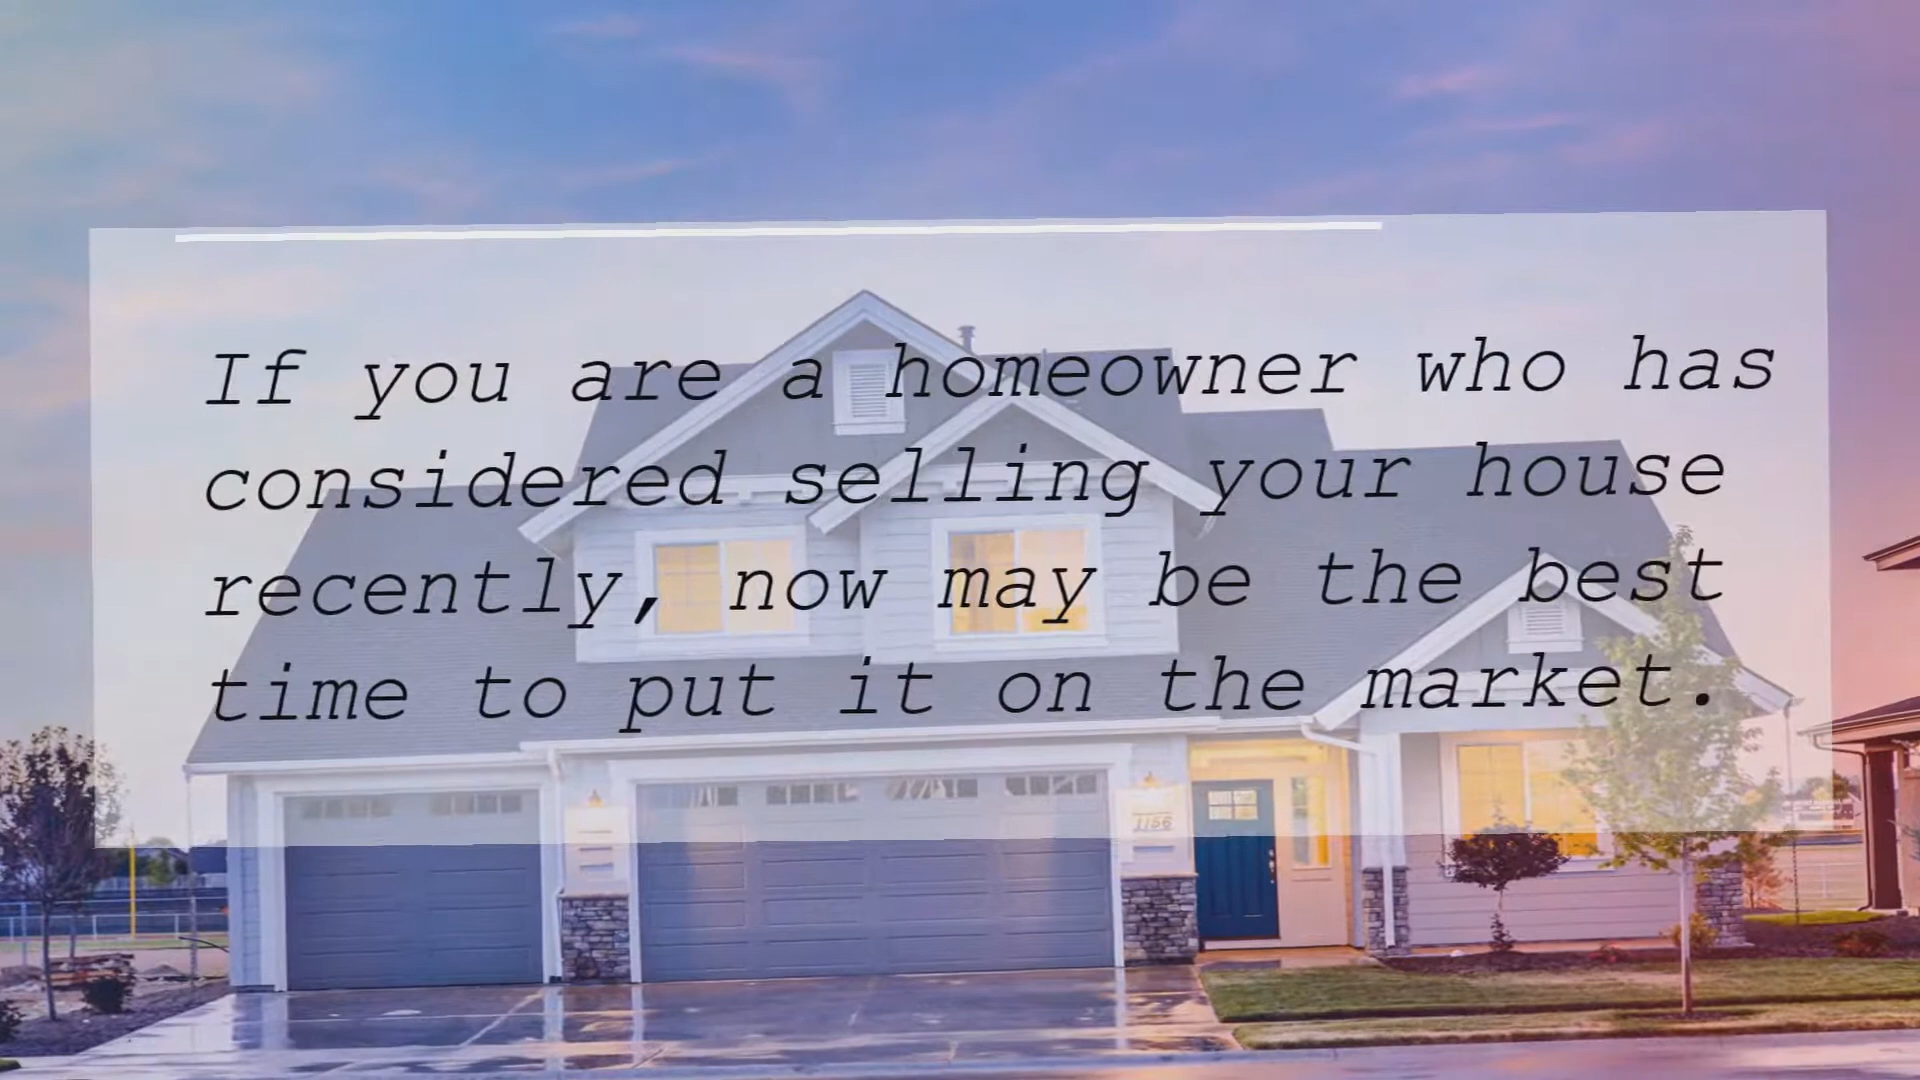 If you are a homeowner who has
considered selling your house
recently, now may be the best
time to put it on the market.
1156